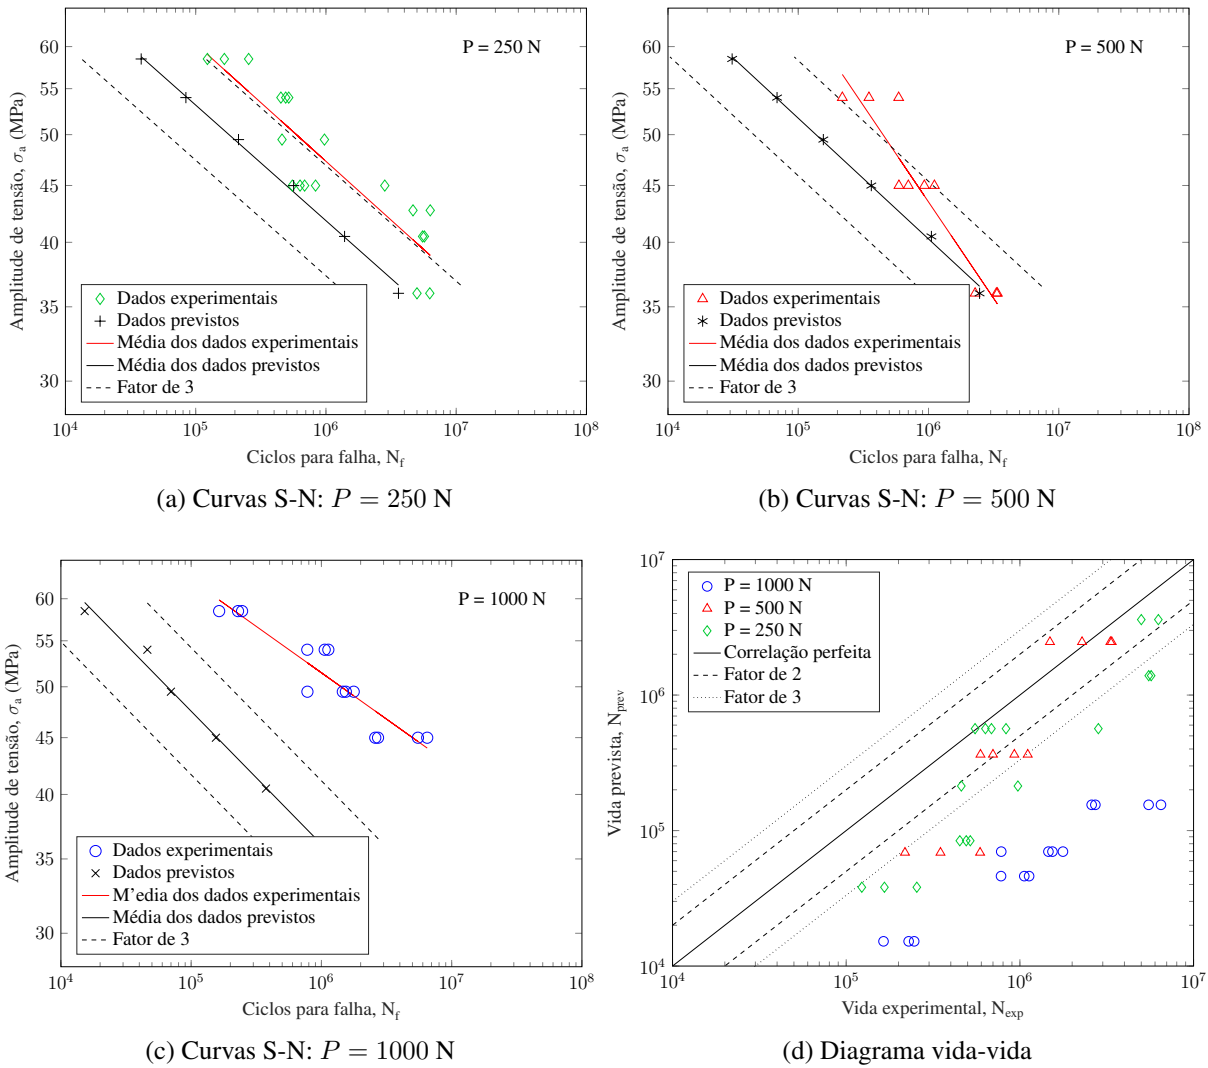 P = 250 N
60
55
50
45
40
35
30
Amplitude de tensão, σa (MPa)
Dados experimentais
Dados previstos
Média dos dados experimentais
Média dos dados previstos
Fator de 3
10^4 10^5 10^6 10^7 10^8
Ciclos para falha, Nf
(a) Curvas S-N: P = 250 N
P = 500 N
60
55
50
45
40
35
30
Amplitude de tensão, σa (MPa)
Dados experimentais
Dados previstos
Média dos dados experimentais
Média dos dados previstos
Fator de 3
10^4 10^5 10^6 10^7 10^8
Ciclos para falha, Nf
(b) Curvas S-N: P = 500 N
P = 1000 N
60
55
50
45
40
35
30
Amplitude de tensão, σa (MPa)
Dados experimentais
Dados previstos
M'edia dos dados experimentais
Média dos dados previstos
Fator de 3
10^4 10^5 10^6 10^7 10^8
Ciclos para falha, Nf
(c) Curvas S-N: P = 1000 N
10^7
10^6
10^5
10^4
Vida prevista, Nprev
P = 1000 N
P = 500 N
P = 250 N
Correlação perfeita
Fator de 2
Fator de 3
10^4 10^5 10^6 10^7
Vida experimental, Nexp
(d) Diagrama vida-vida